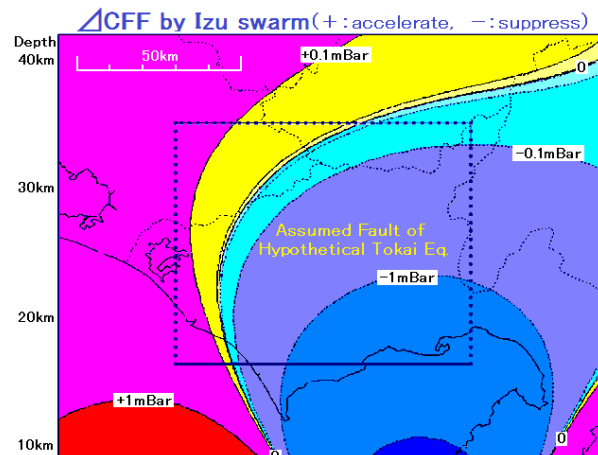 ⊿CFF by Izu swarm(+:accelerate, −:suppress)
Depth
40km
50km
+0.1mBar
0
−0.1mBar
30km
Assumed Fault of
Hypothetical Tokai Eq.
−1mBar
20km
+1mBar
10km
0
0